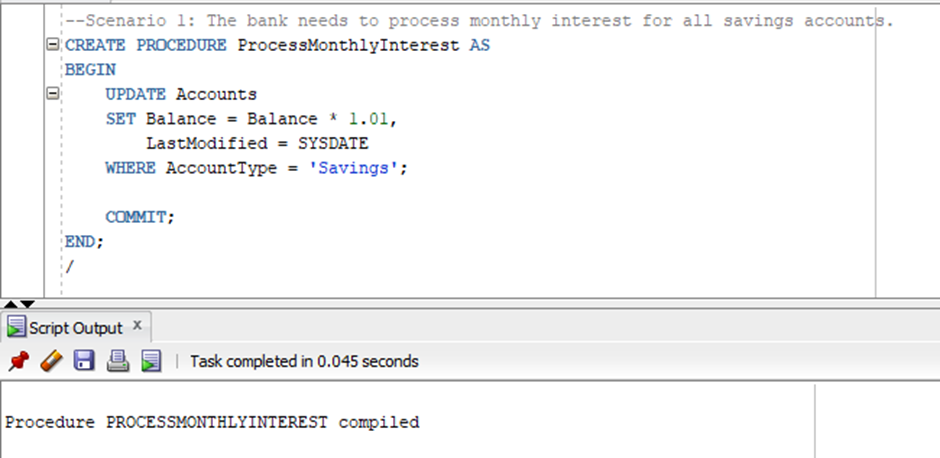 --Scenario 1: The bank needs to process monthly interest for all savings accounts.
CREATE PROCEDURE ProcessMonthlyInterest AS
BEGIN
    UPDATE Accounts
    SET Balance = Balance * 1.01,
        LastModified = SYSDATE
    WHERE AccountType = 'Savings';

    COMMIT;
END;
/
Script Output x
Task completed in 0.045 seconds
Procedure PROCESSMONTHLYINTEREST compiled